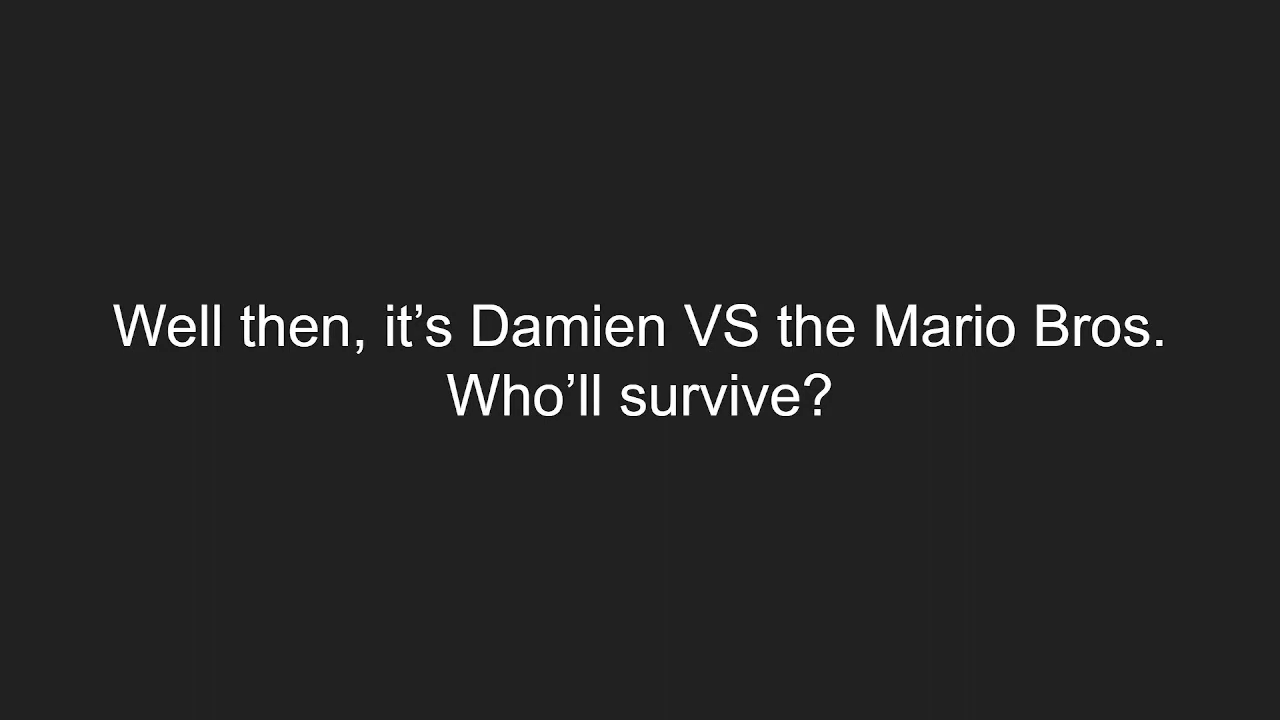 Well then, it’s Damien VS the Mario Bros.
Who’ll survive?